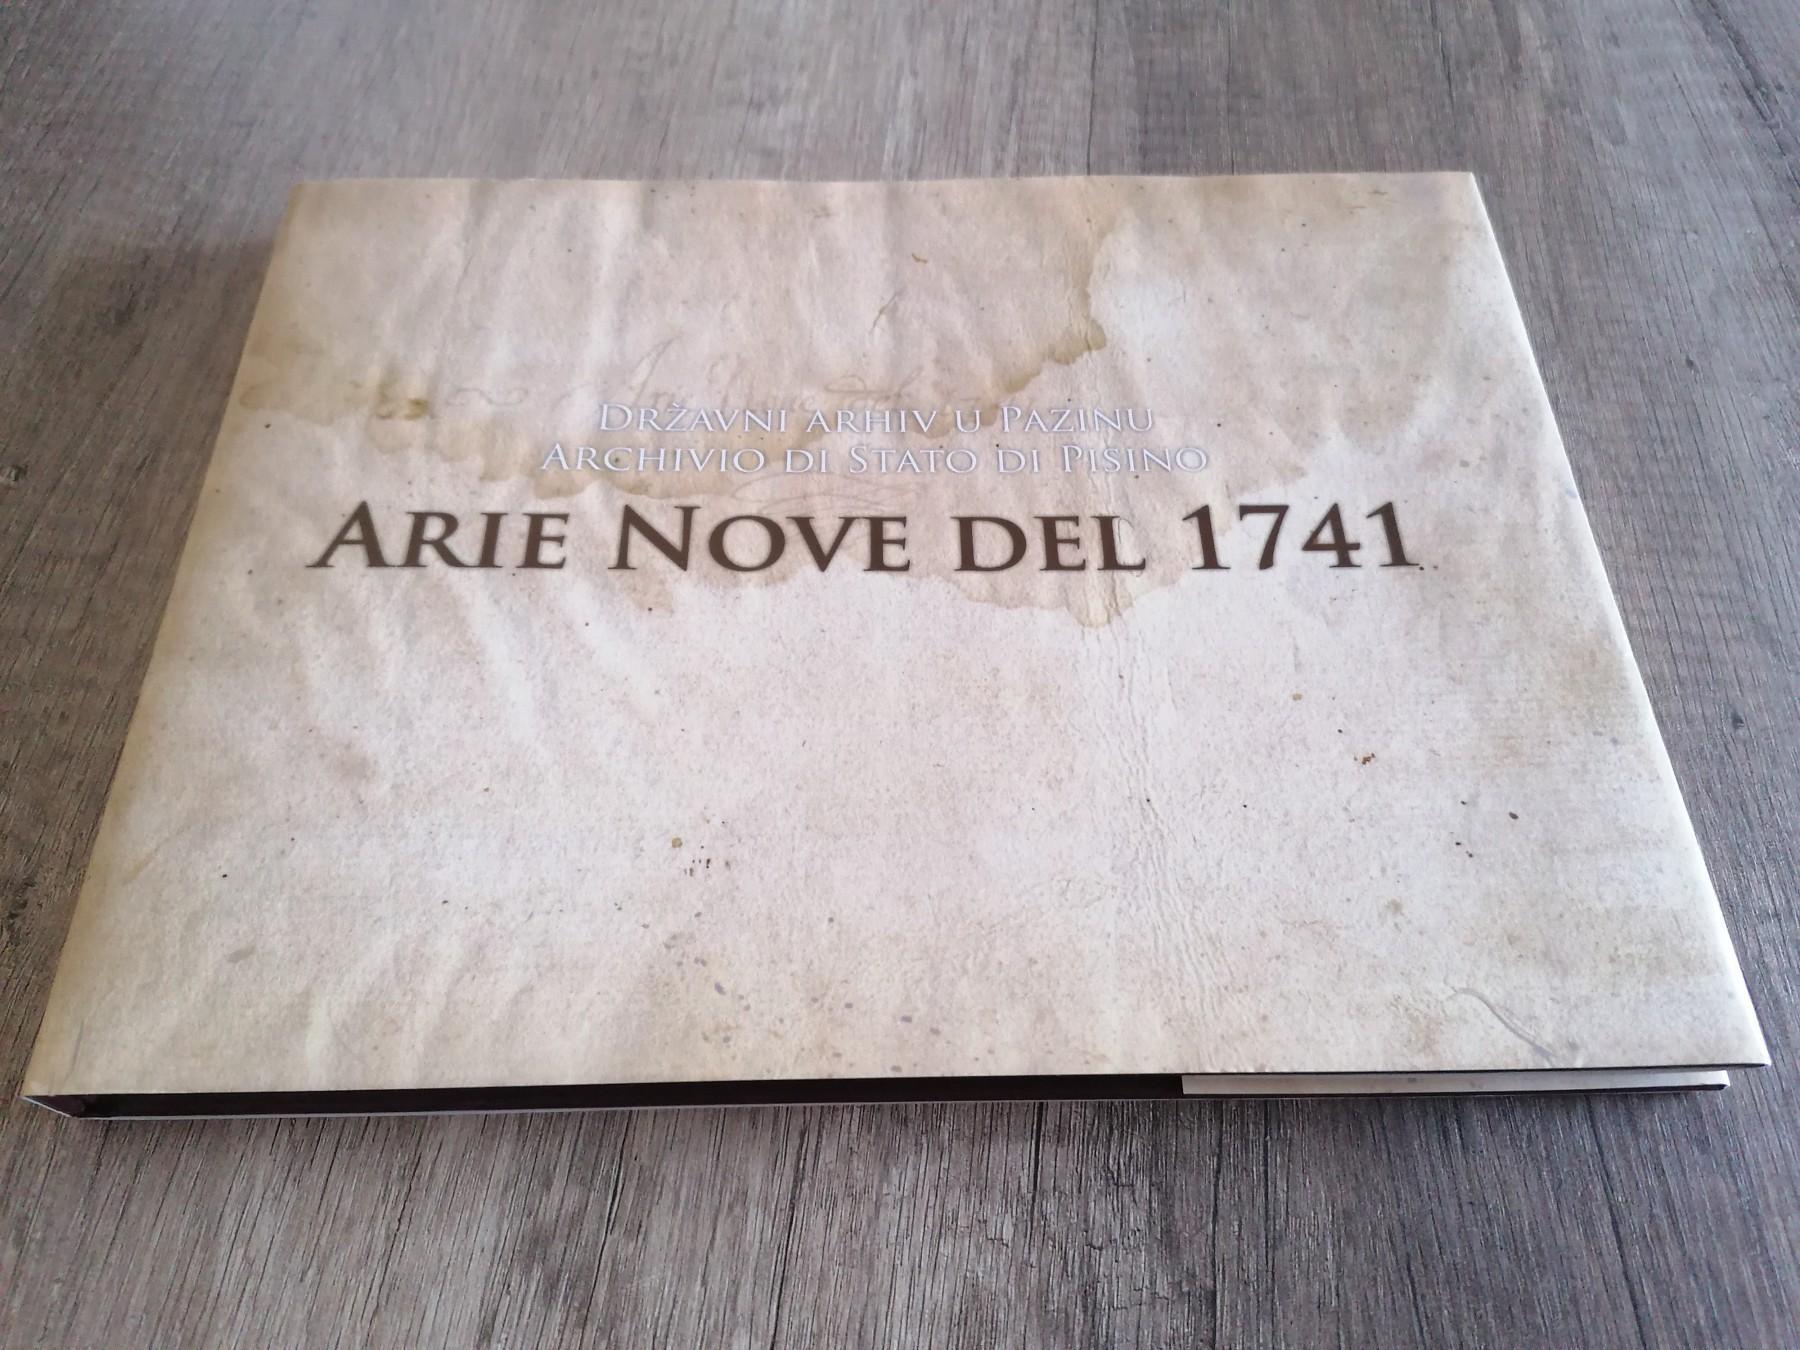 Državni arhiv u Pazinu
Archivio di Stato di Pisino
Arie Nove del 1741